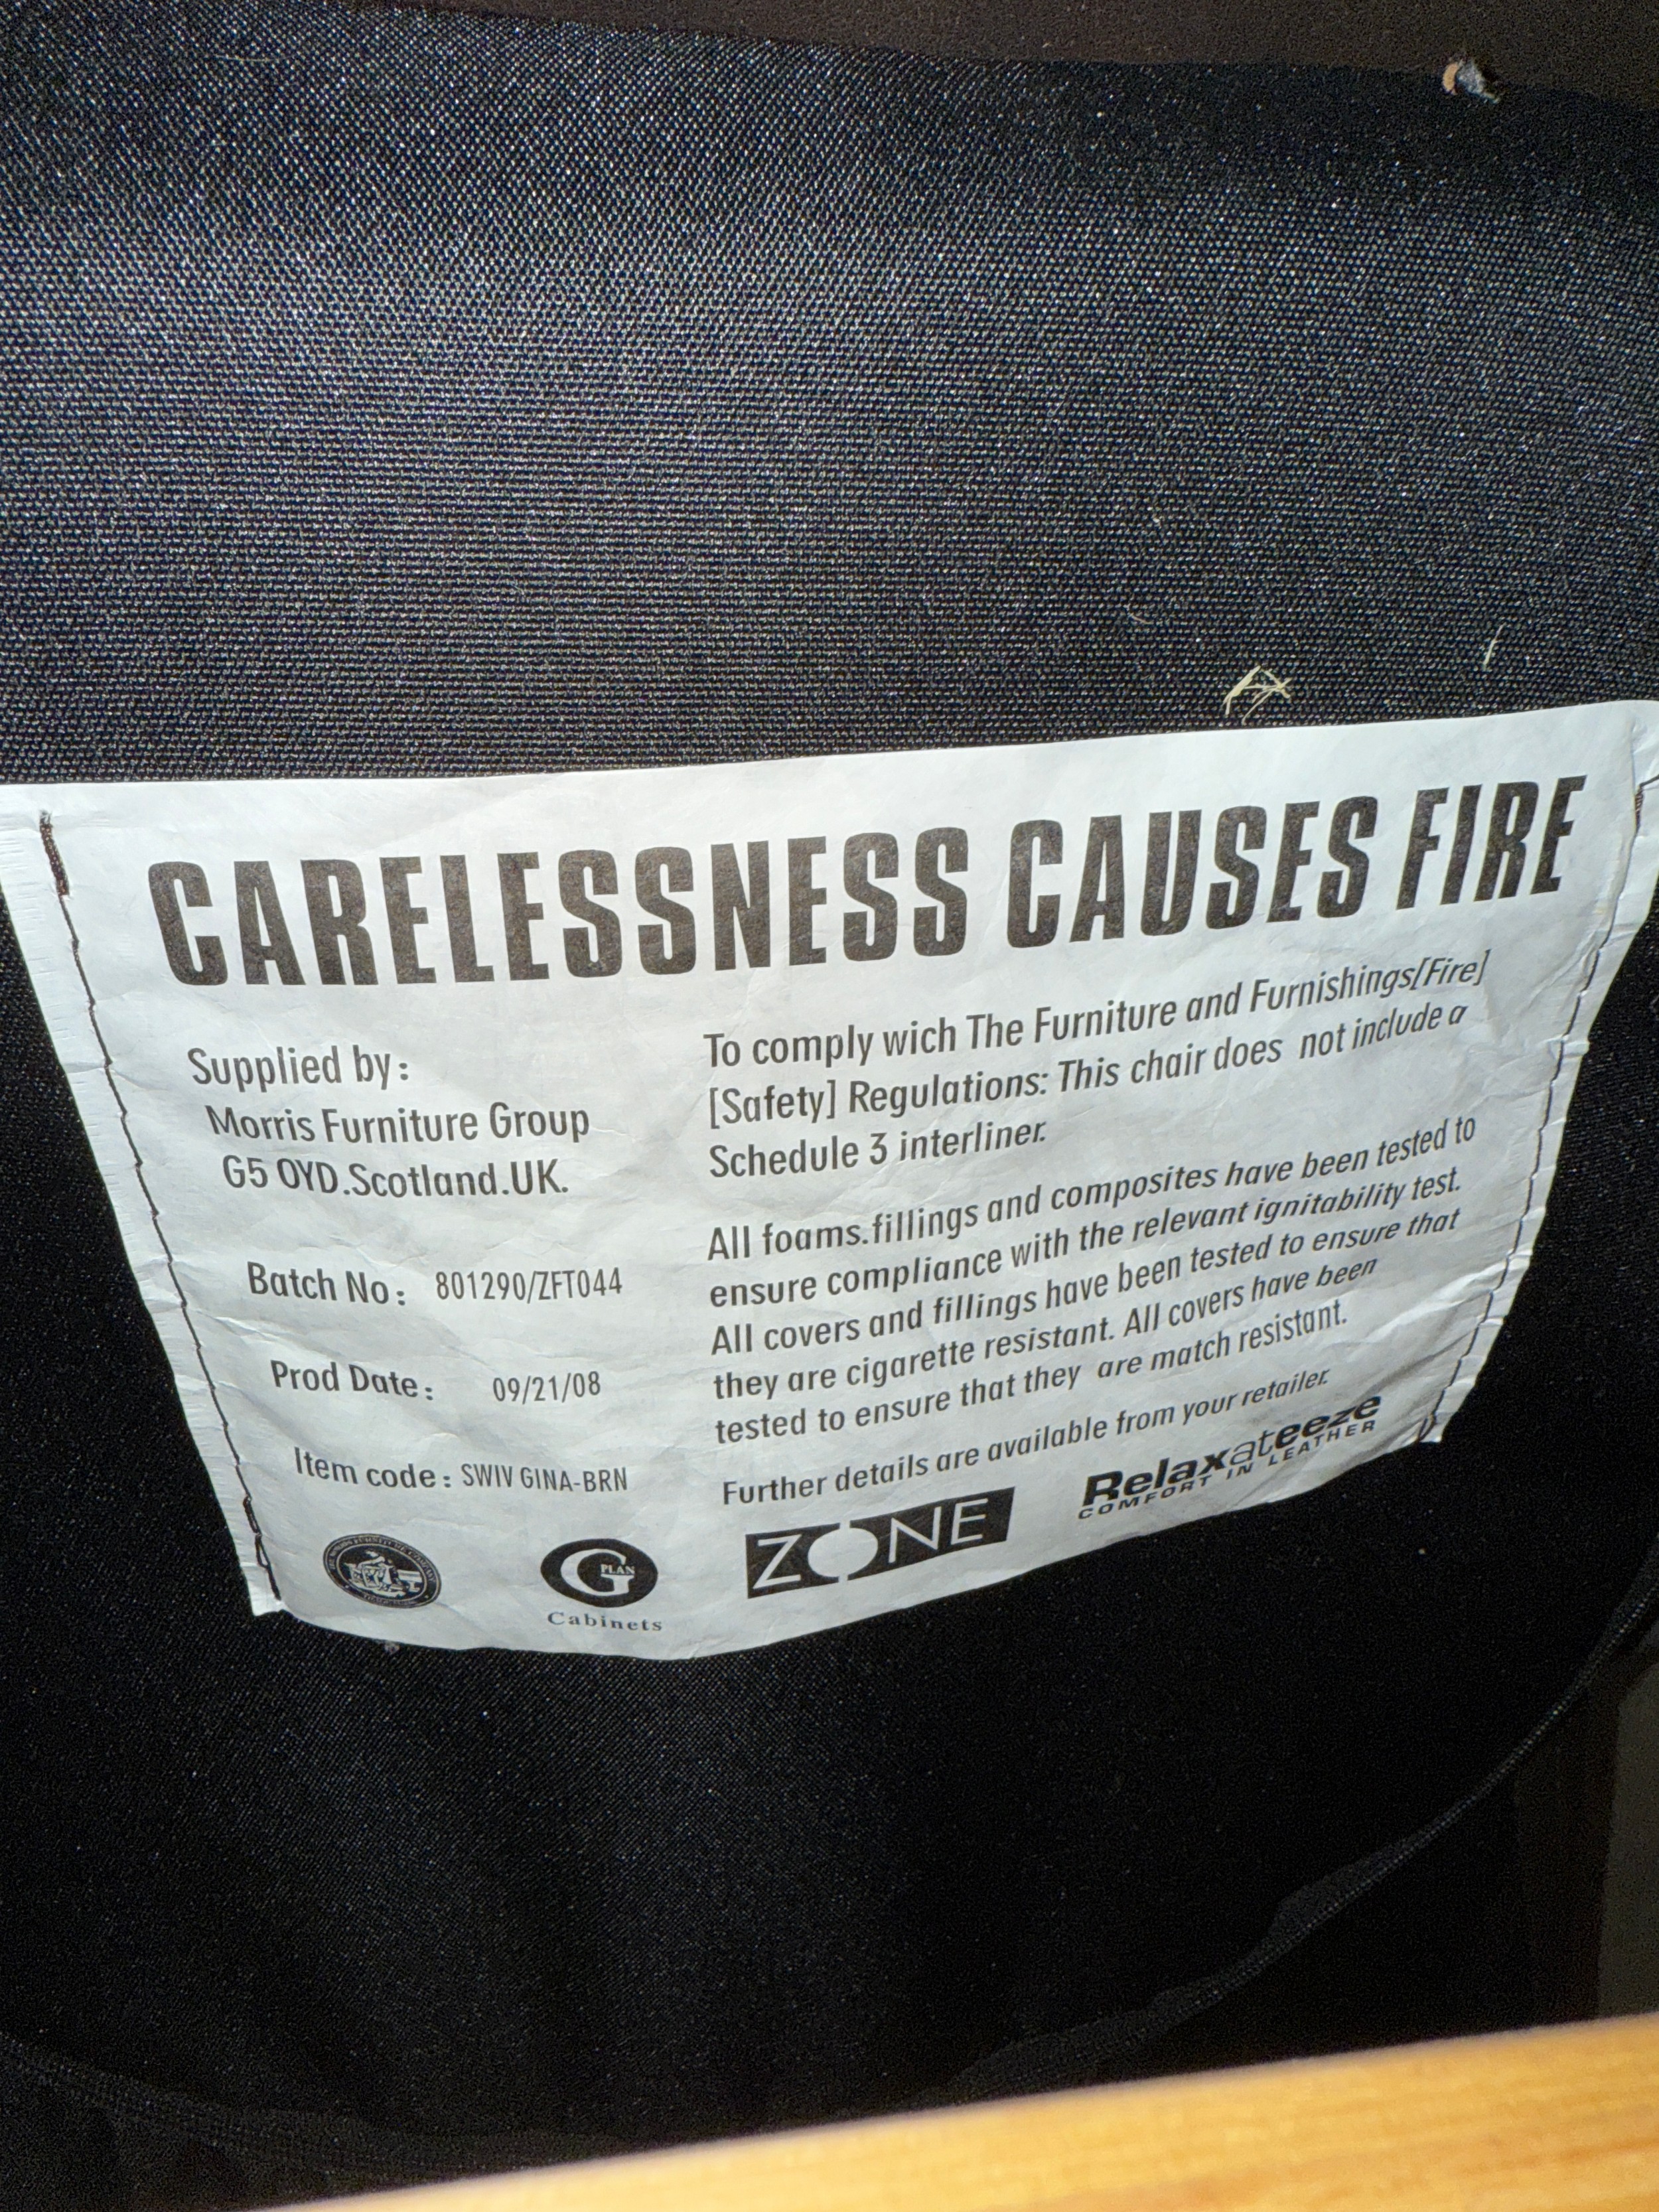 CARELESSNESS CAUSES FIRE
Supplied by:
Morris Furniture Group
G5 0YD.Scotland.UK.
Batch No: 801290/ZFT044
Prod Date: 09/21/08
Item code: SWIV GINA-BRN
To comply wich The Furniture and Furnishings[Fire]
[Safety] Regulations: This chair does not include a
Schedule 3 interliner.
All foams.fillings and composites have been tested to
ensure compliance with the relevant ignitability test.
All covers and fillings have been tested to ensure that
they are cigarette resistant. All covers have been
tested to ensure that they are match resistant.
Further details are available from your retailer.
G PLAN
Cabinets
ZONE
Relaxateeze
COMFORT IN LEATHER